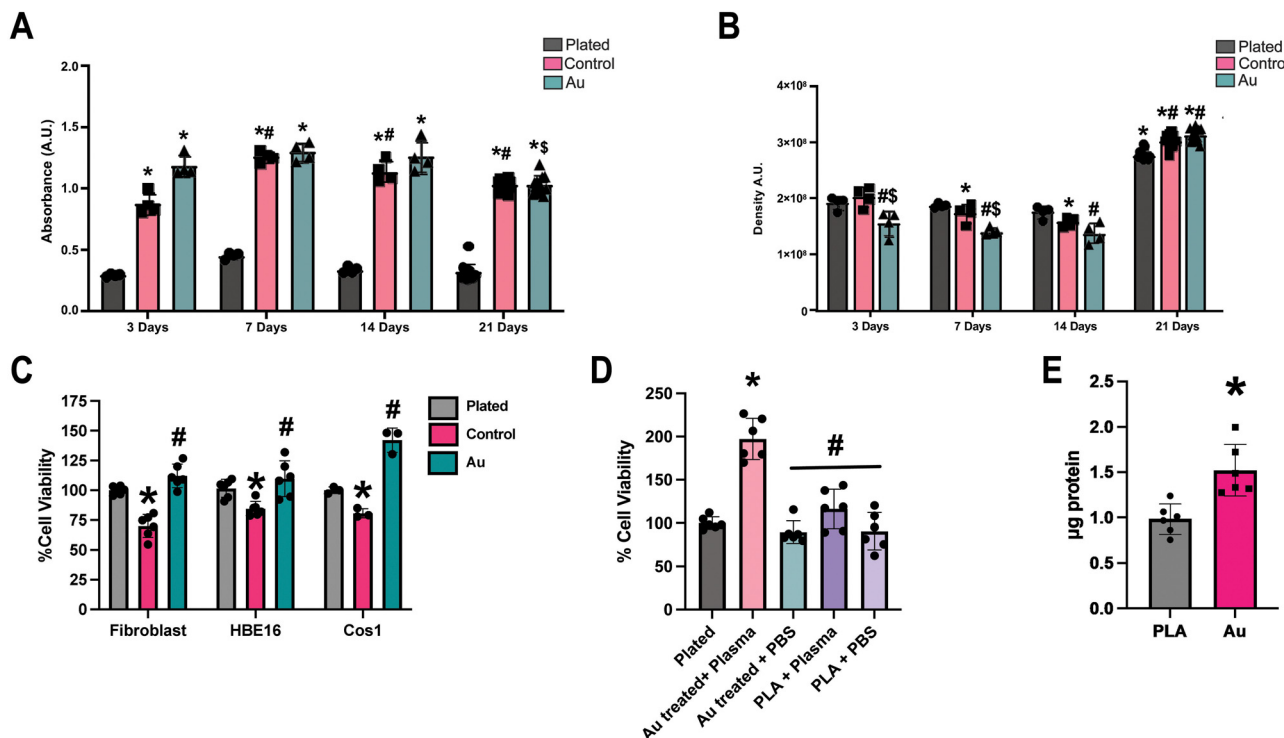 A
Plated
Control
Au
Absorbance (A.U.)
2.0
1.5
1.0
0.5
0.0
* * *# * *# * *# *$
3 Days 7 Days 14 Days 21 Days
B
Plated
Control
Au
Density A.U.
4×10⁸
3×10⁸
2×10⁸
1×10⁸
0
#$ * #$ * # * *# *#
3 Days 7 Days 14 Days 21 Days
C
Plated
Control
Au
%Cell Viability
175
150
125
100
75
50
25
0
* # * # * #
Fibroblast HBE16 Cos1
D
% Cell Viability
250
200
150
100
50
0
* #
Plated
Au treated+ Plasma
Au treated + PBS
PLA + Plasma
PLA + PBS
E
µg protein
2.5
2.0
1.5
1.0
0.5
0.0
*
PLA Au